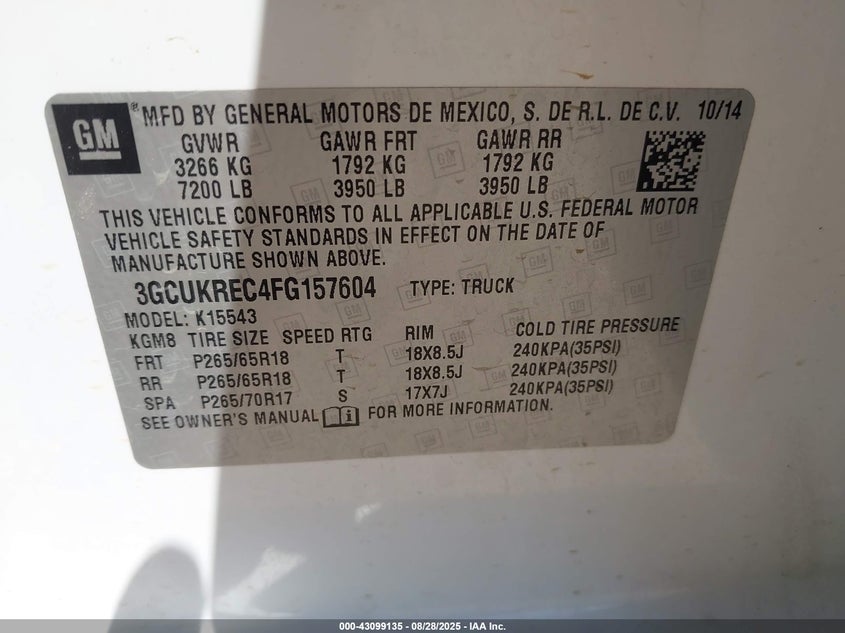 GM
® MFD BY GENERAL MOTORS DE MEXICO, S. DE R.L. DE C.V. 10/14
GVWR GAWR FRT GAWR RR
3266 KG 1792 KG 1792 KG
7200 LB 3950 LB 3950 LB
THIS VEHICLE CONFORMS TO ALL APPLICABLE U.S. FEDERAL MOTOR
VEHICLE SAFETY STANDARDS IN EFFECT ON THE DATE OF
MANUFACTURE SHOWN ABOVE.
3GCUKREC4FG157604 TYPE: TRUCK
MODEL: K15543
KGM8 TIRE SIZE SPEED RTG RIM COLD TIRE PRESSURE
FRT P265/65R18 T 18X8.5J 240KPA(35PSI)
RR P265/65R18 T 18X8.5J 240KPA(35PSI)
SPA P265/70R17 S 17X7J 240KPA(35PSI)
SEE OWNER'S MANUAL FOR MORE INFORMATION.
000-43099135 - 08/28/2025 - IAA Inc.